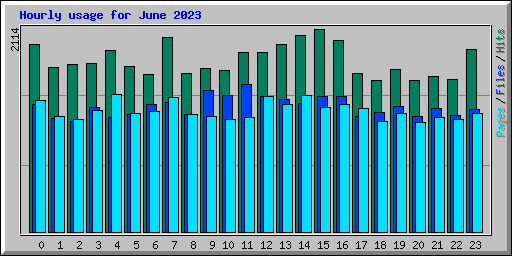 Hourly usage for June 2023
2114
Pages/Files/Hits
0 1 2 3 4 5 6 7 8 9 10 11 12 13 14 15 16 17 18 19 20 21 22 23